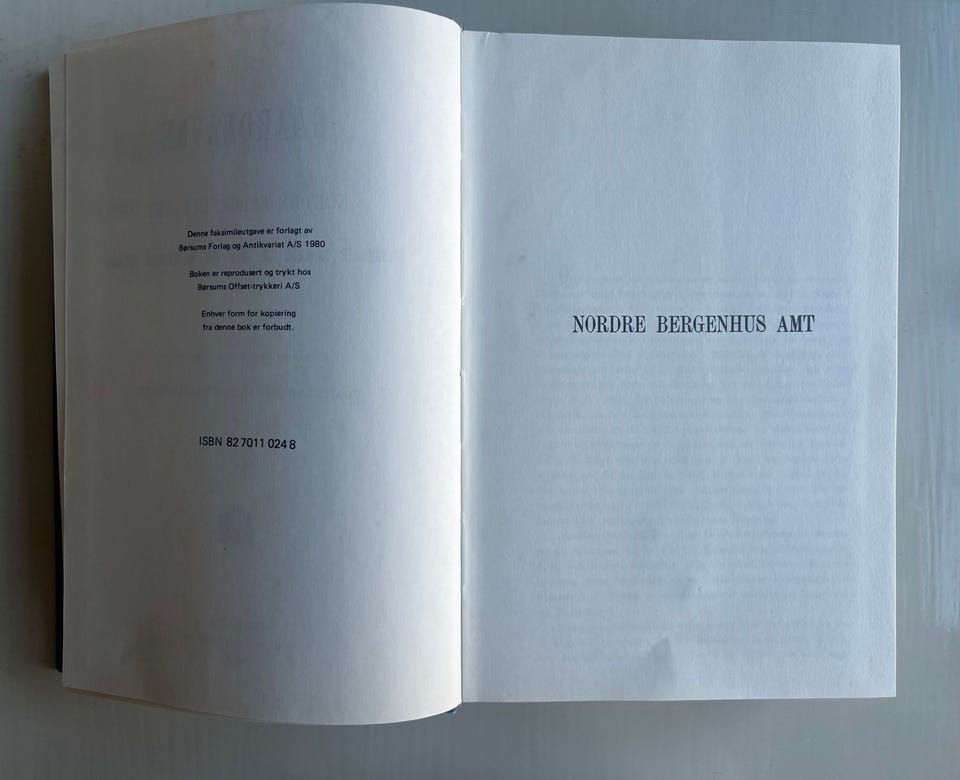 Denne faksimileutgave er forlagt av
Børsums Forlag og Antikvariat A/S 1980
Boken er reprodusert og trykt hos
Børsums Offset-trykkeri A/S
Enhver form for kopiering
fra denne bok er forbudt.
ISBN 82 7011 024 8
NORDRE BERGENHUS AMT